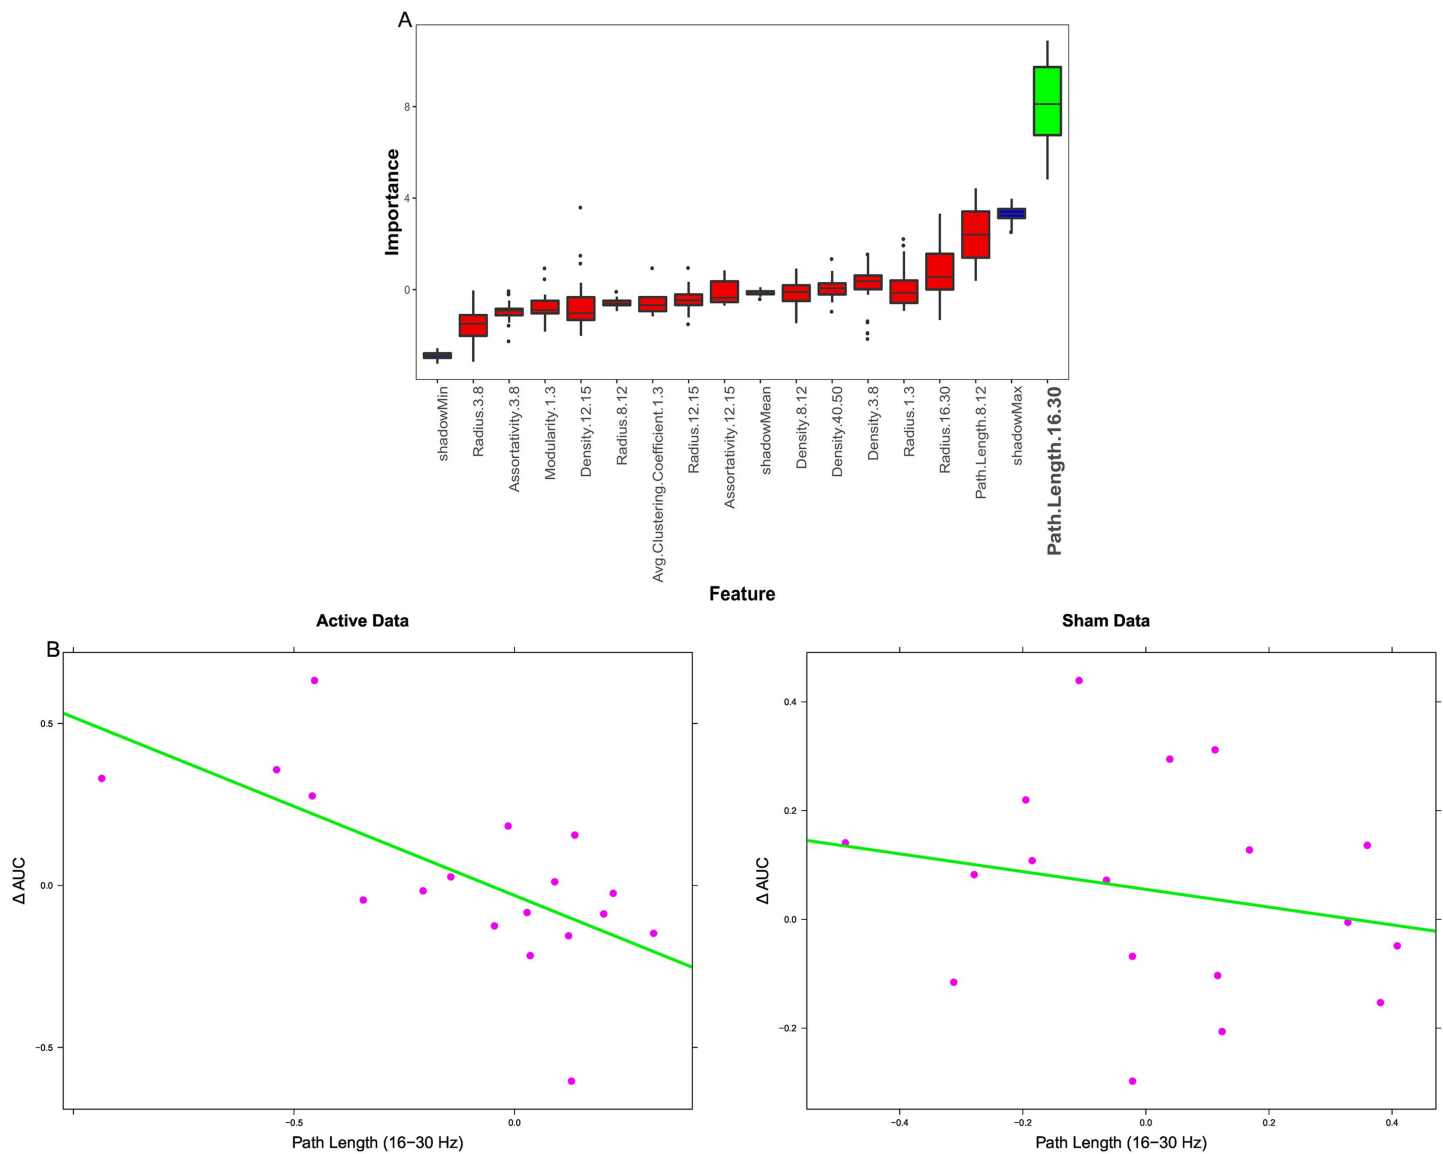 A
Importance
8
4
0
shadowMin
Radius.3.8
Assortativity.3.8
Modularity.1.3
Density.12.15
Radius.8.12
Avg.Clustering.Coefficient.1.3
Radius.12.15
Assortativity.12.15
shadowMean
Density.8.12
Density.40.50
Density.3.8
Radius.1.3
Radius.16.30
Path.Length.8.12
shadowMax
Path.Length.16.30
Feature
B
Active Data
Δ AUC
0.5
0.0
−0.5
−0.5
0.0
Path Length (16−30 Hz)
Sham Data
Δ AUC
0.4
0.2
0.0
−0.2
−0.4
−0.2
0.0
0.2
0.4
Path Length (16−30 Hz)